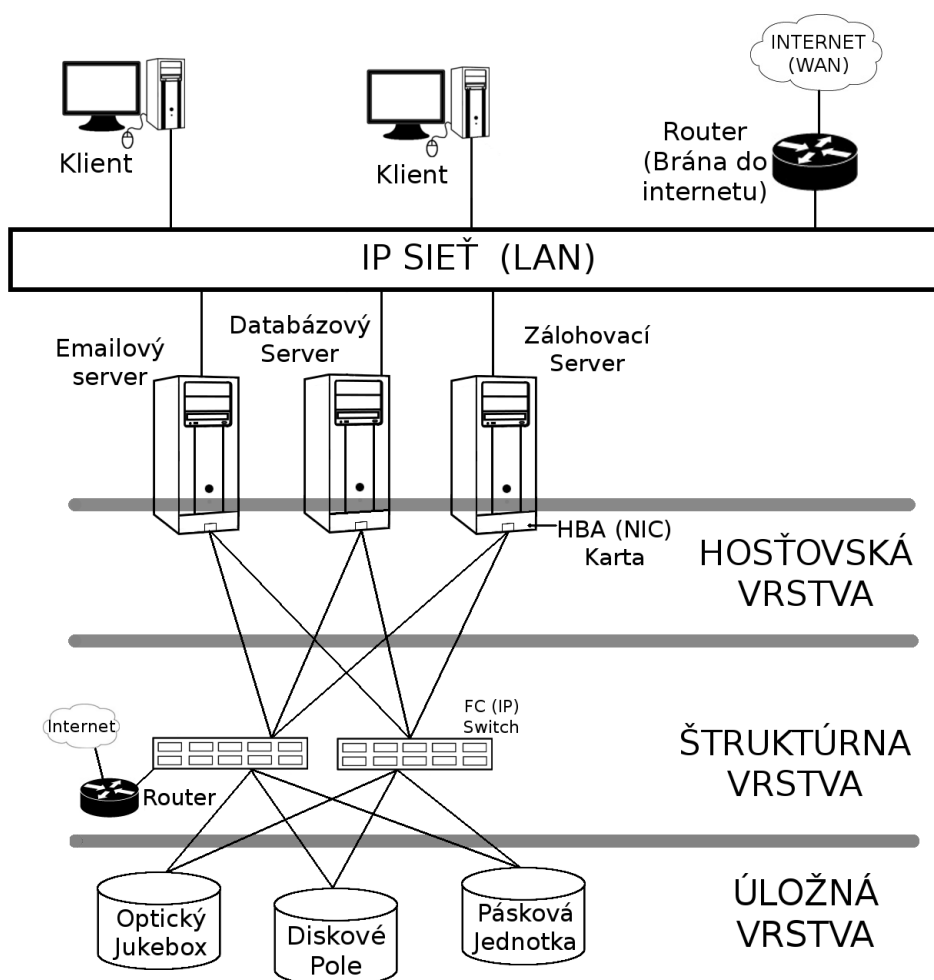 INTERNET
(WAN)
Klient
Klient
Router
(Brána do
internetu)
IP SIEŤ (LAN)
Emailový
server
Databázový
Server
Zálohovací
Server
HBA (NIC)
Karta
HOSŤOVSKÁ
VRSTVA
Internet
Router
FC (IP)
Switch
ŠTRUKTÚRNA
VRSTVA
Optický
Jukebox
Diskové
Pole
Pásková
Jednotka
ÚLOŽNÁ
VRSTVA